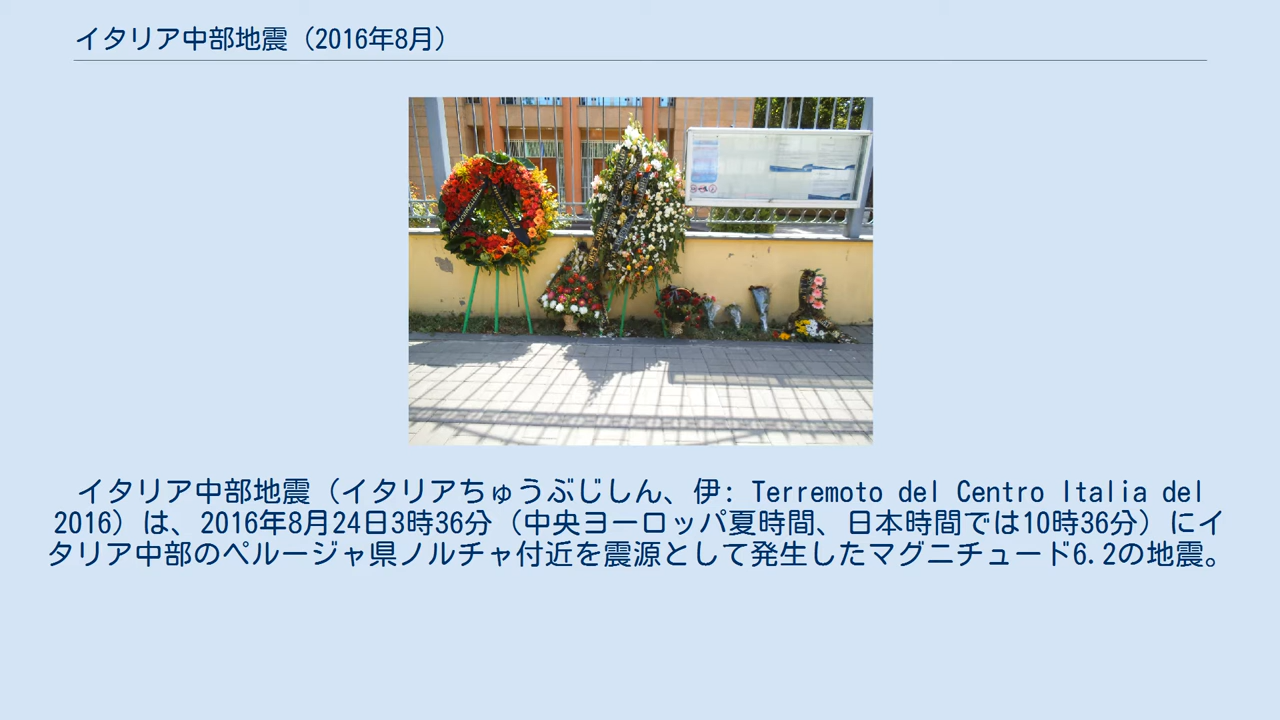 イタリア中部地震（2016年8月）
イタリア中部地震（イタリアちゅうぶじしん、伊: Terremoto del Centro Italia del
2016）は、2016年8月24日3時36分（中央ヨーロッパ夏時間、日本時間では10時36分）にイ
タリア中部のペルージャ県ノルチャ付近を震源として発生したマグニチュード6.2の地震。